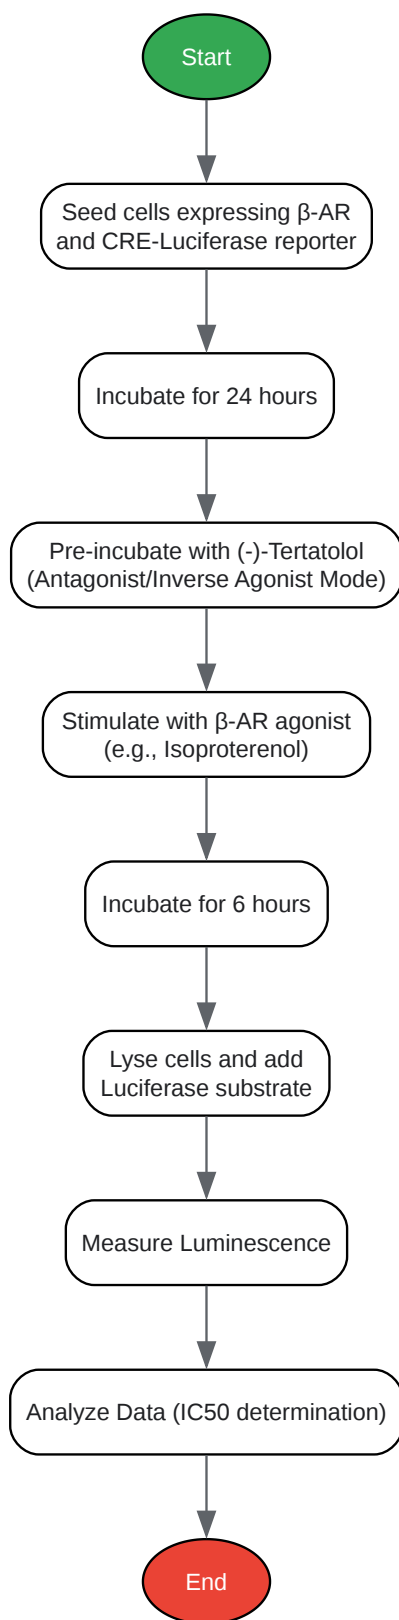 Start
Seed cells expressing β-AR
and CRE-Luciferase reporter
Incubate for 24 hours
Pre-incubate with (-)-Tertatolol
(Antagonist/Inverse Agonist Mode)
Stimulate with β-AR agonist
(e.g., Isoproterenol)
Incubate for 6 hours
Lyse cells and add
Luciferase substrate
Measure Luminescence
Analyze Data (IC50 determination)
End